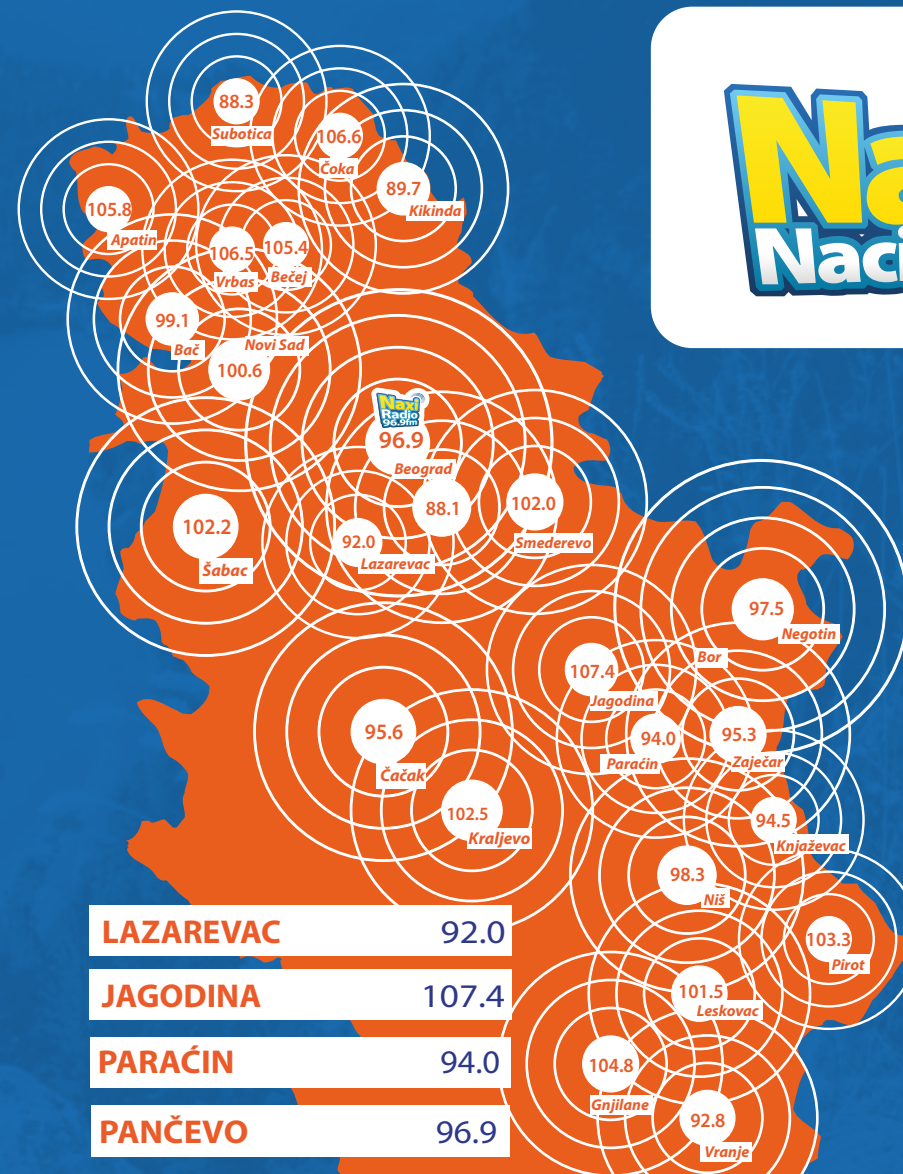 88.3
Subotica
106.6
Čoka
89.7
Kikinda
105.8
Apatin
106.5
Vrbas
105.4
Bečej
99.1
Bač
Novi Sad
100.6
Naxi
Radio
96.9fm
96.9
Beograd
88.1
102.0
Smederevo
102.2
Šabac
92.0
Lazarevac
97.5
Negotin
Bor
107.4
Jagodina
94.0
Paraćin
95.3
Zaječar
95.6
Čačak
102.5
Kraljevo
94.5
Knjaževac
98.3
Niš
103.3
Pirot
101.5
Leskovac
104.8
Gnjilane
92.8
Vranje
LAZAREVAC 92.0
JAGODINA 107.4
PARAĆIN 94.0
PANČEVO 96.9